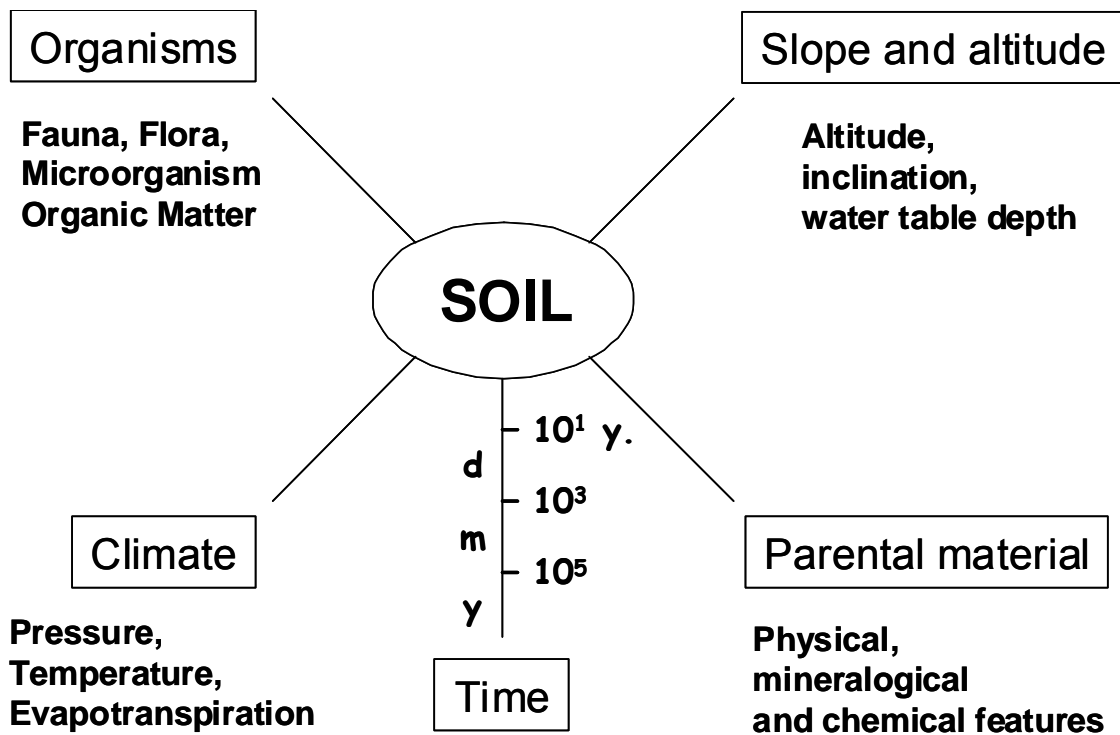 Organisms
Fauna, Flora,
Microorganism
Organic Matter
Slope and altitude
Altitude,
inclination,
water table depth
SOIL
10¹ y.
d
10³
m
10⁵
y
Climate
Pressure,
Temperature,
Evapotranspiration
Time
Parental material
Physical,
mineralogical
and chemical features